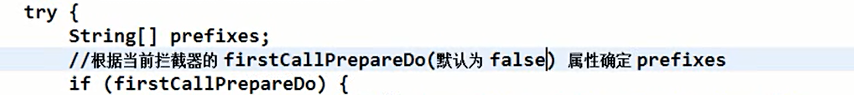 try {
String[] prefixes;
//根据当前拦截器的 firstCallPrepareDo(默认为 false) 属性确定 prefixes
if (firstCallPrepareDo) {